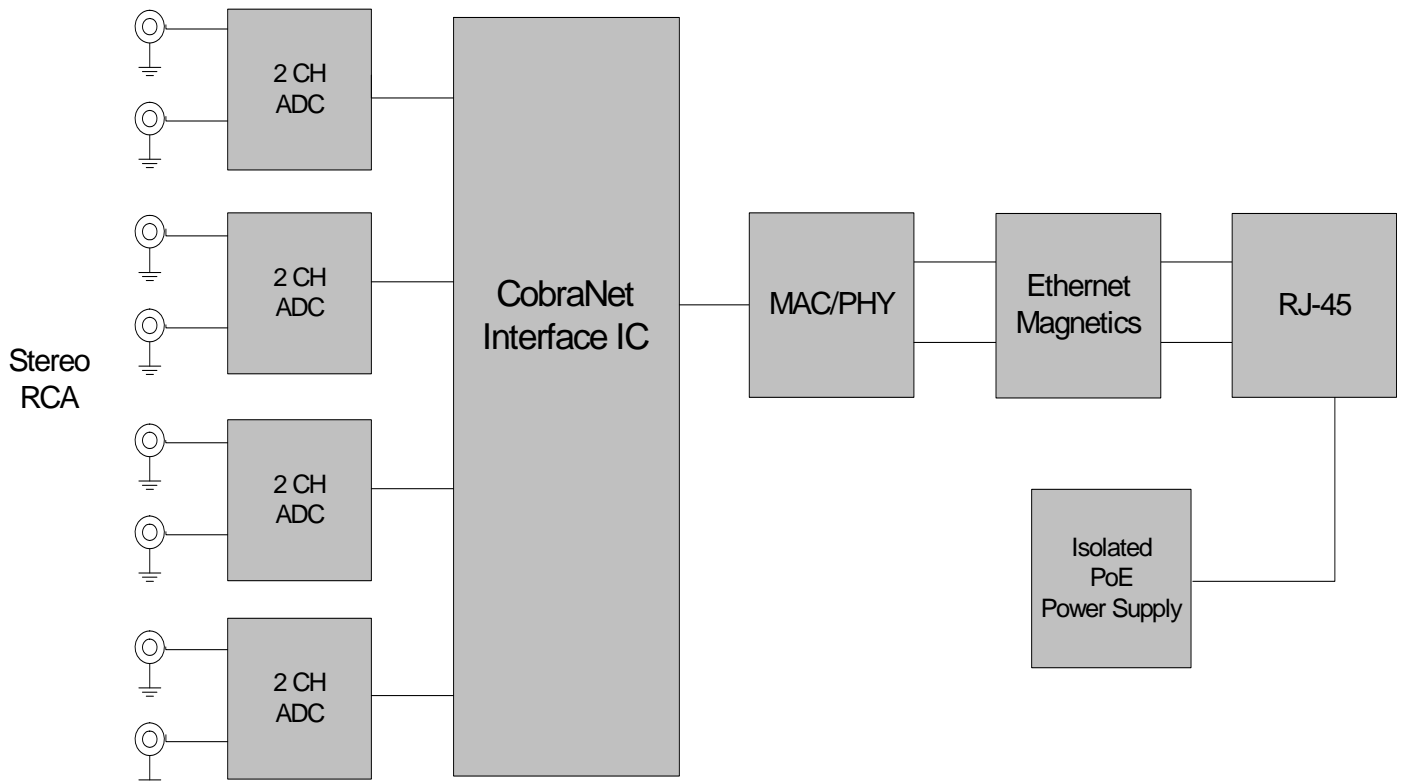 Stereo
RCA
2 CH
ADC
2 CH
ADC
2 CH
ADC
2 CH
ADC
CobraNet
Interface IC
MAC/PHY
Ethernet
Magnetics
RJ-45
Isolated
PoE
Power Supply